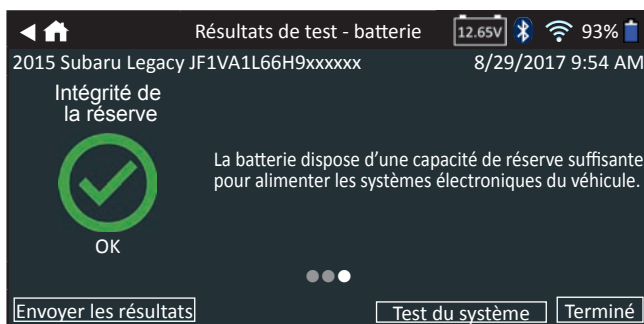 Résultats de test - batterie 12.65V 93%
2015 Subaru Legacy JF1VA1L66H9xxxxxx 8/29/2017 9:54 AM
Intégrité de
la réserve
La batterie dispose d'une capacité de réserve suffisante
pour alimenter les systèmes électroniques du véhicule.
OK
Envoyer les résultats Test du système Terminé